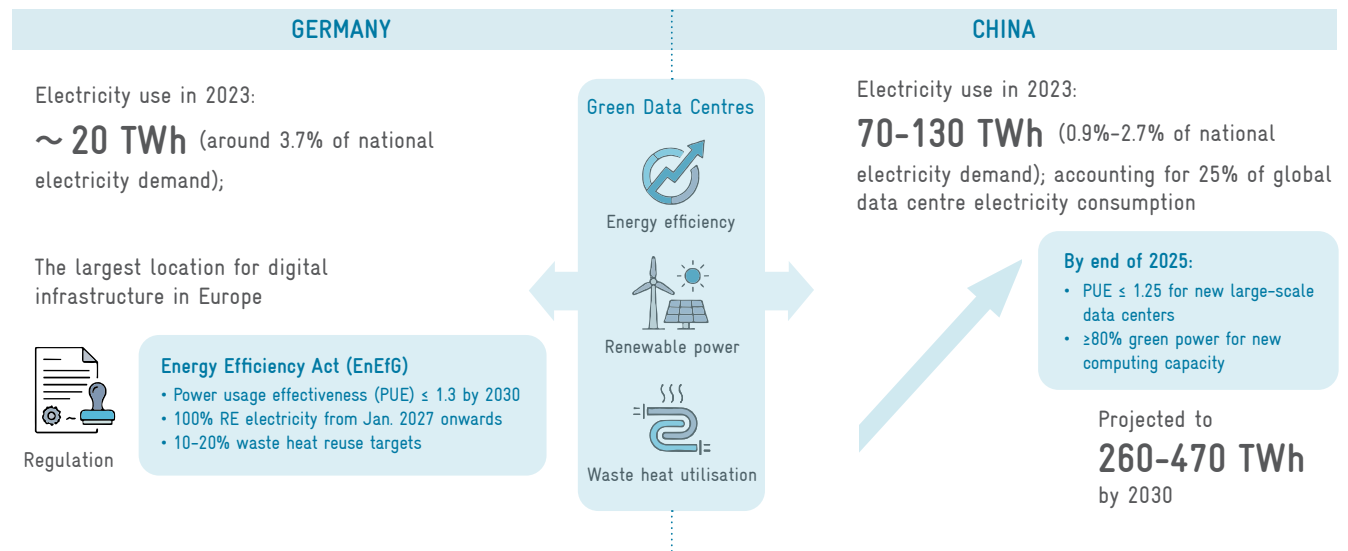 GERMANY
Electricity use in 2023:
~ 20 TWh (around 3.7% of national
electricity demand);
The largest location for digital
infrastructure in Europe
Regulation
Energy Efficiency Act (EnEfG)
• Power usage effectiveness (PUE) ≤ 1.3 by 2030
• 100% RE electricity from Jan. 2027 onwards
• 10-20% waste heat reuse targets
Green Data Centres
Energy efficiency
Renewable power
Waste heat utilisation
CHINA
Electricity use in 2023:
70-130 TWh (0.9%-2.7% of national
electricity demand); accounting for 25% of global
data centre electricity consumption
By end of 2025:
• PUE ≤ 1.25 for new large-scale
data centers
• ≥80% green power for new
computing capacity
Projected to
260-470 TWh
by 2030